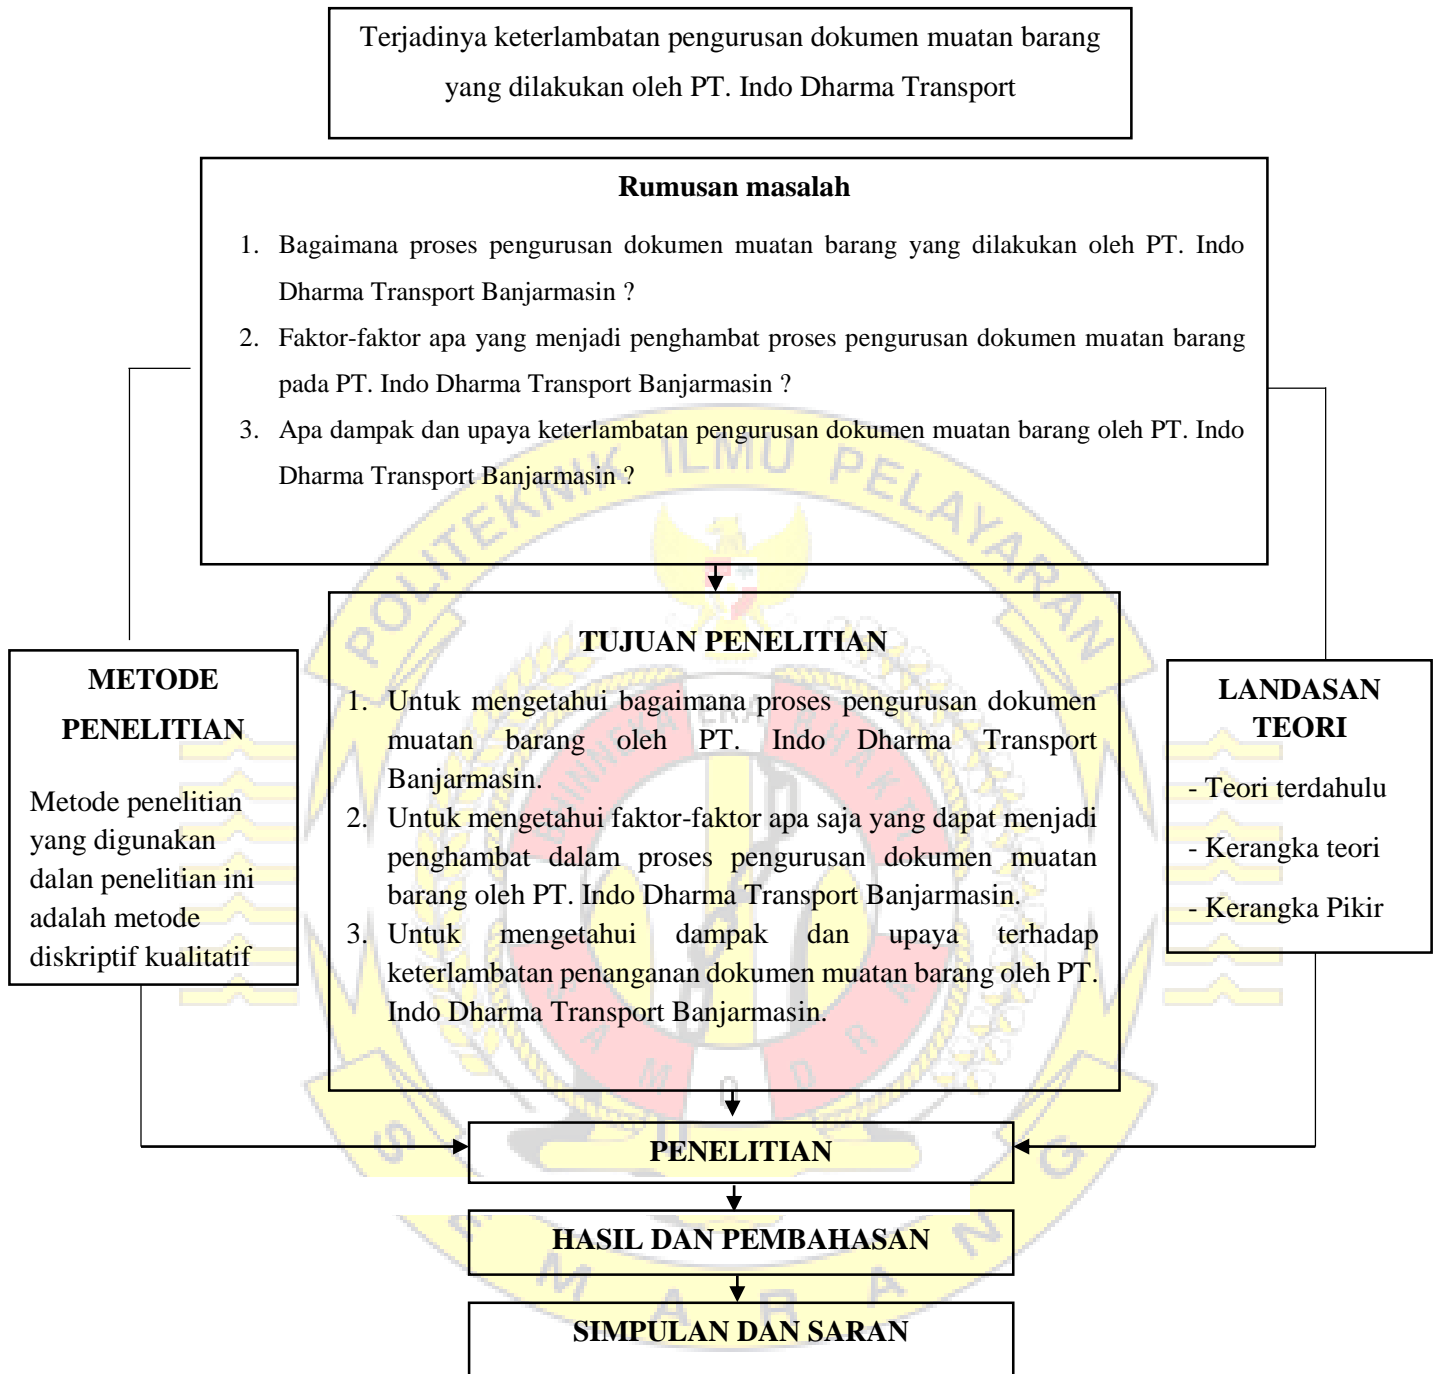 Terjadinya keterlambatan pengurusan dokumen muatan barang
yang dilakukan oleh PT. Indo Dharma Transport
Rumusan masalah
1. Bagaimana proses pengurusan dokumen muatan barang yang dilakukan oleh PT. Indo
Dharma Transport Banjarmasin ?
2. Faktor-faktor apa yang menjadi penghambat proses pengurusan dokumen muatan barang
pada PT. Indo Dharma Transport Banjarmasin ?
3. Apa dampak dan upaya keterlambatan pengurusan dokumen muatan barang oleh PT. Indo
Dharma Transport Banjarmasin ?
METODE
PENELITIAN
Metode penelitian
yang digunakan
dalan penelitian ini
adalah metode
diskriptif kualitatif
TUJUAN PENELITIAN
1. Untuk mengetahui bagaimana proses pengurusan dokumen
muatan barang oleh PT. Indo Dharma Transport
Banjarmasin.
2. Untuk mengetahui faktor-faktor apa saja yang dapat menjadi
penghambat dalam proses pengurusan dokumen muatan
barang oleh PT. Indo Dharma Transport Banjarmasin.
3. Untuk mengetahui dampak dan upaya terhadap
keterlambatan penanganan dokumen muatan barang oleh PT.
Indo Dharma Transport Banjarmasin.
LANDASAN
TEORI
- Teori terdahulu
- Kerangka teori
- Kerangka Pikir
PENELITIAN
HASIL DAN PEMBAHASAN
SIMPULAN DAN SARAN
POLITEKNIK ILMU PELAYARAN
SEMARANG